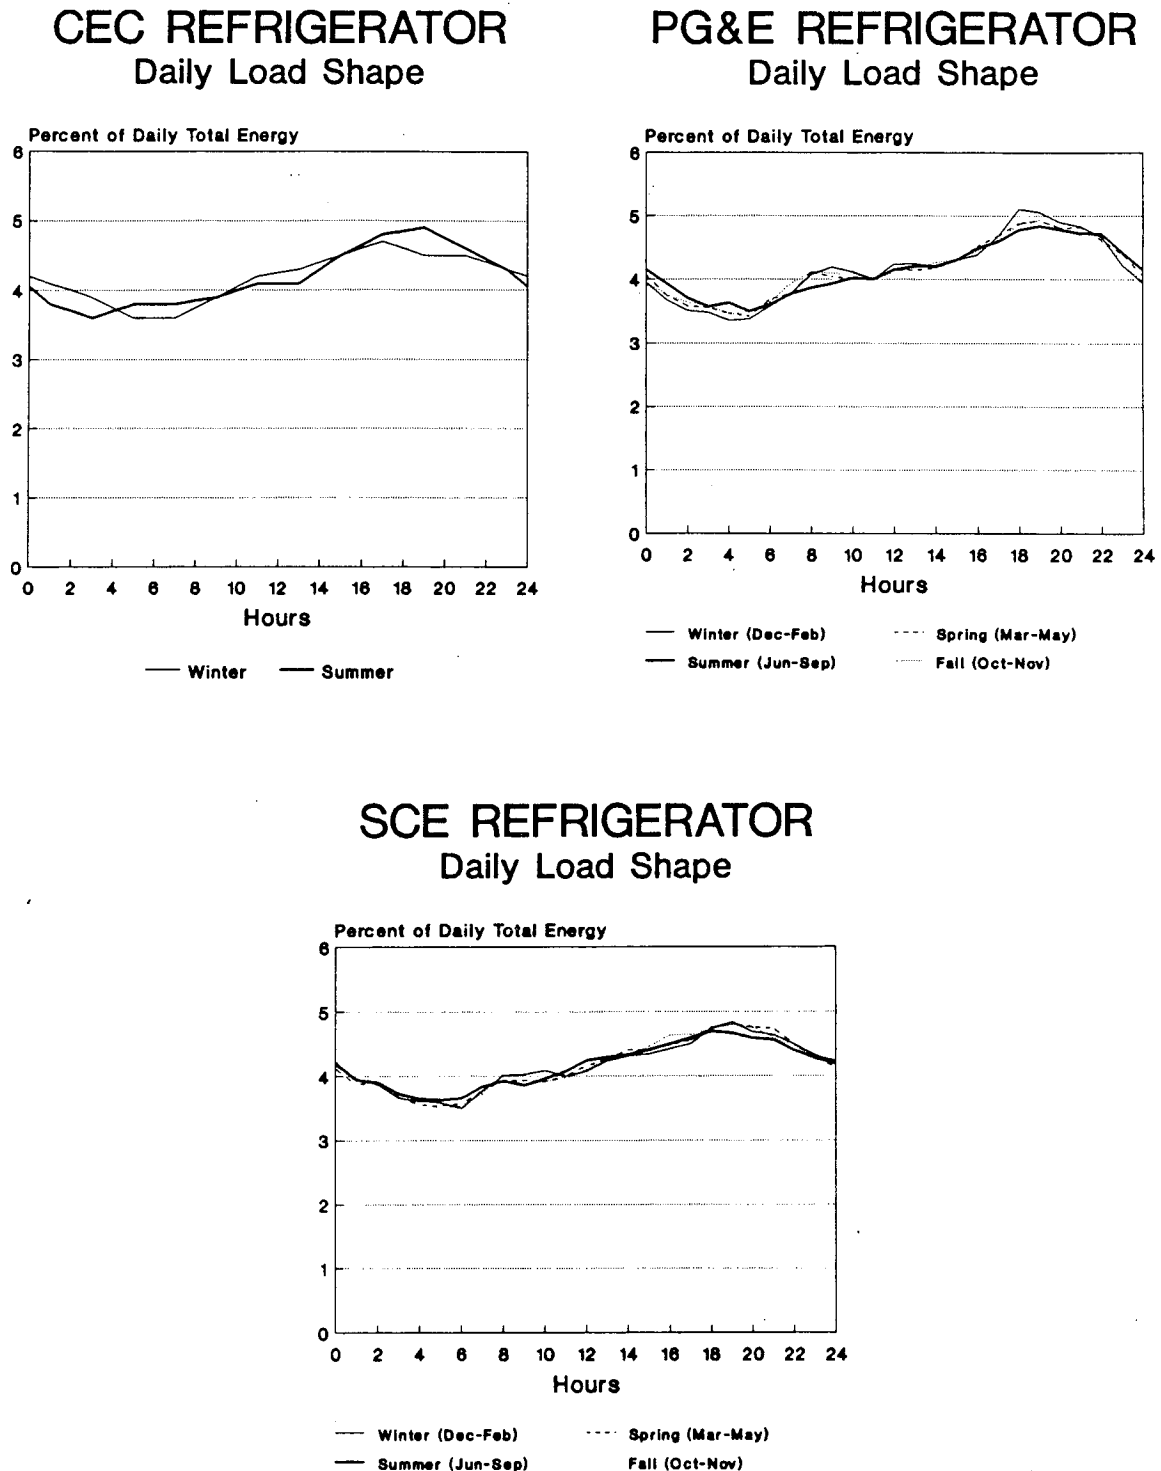 CEC REFRIGERATOR
Daily Load Shape
Percent of Daily Total Energy
6
5
4
3
2
1
0
0 2 4 6 8 10 12 14 16 18 20 22 24
Hours
Winter Summer
PG&E REFRIGERATOR
Daily Load Shape
Percent of Daily Total Energy
6
5
4
3
2
1
0
0 2 4 6 8 10 12 14 16 18 20 22 24
Hours
Winter (Dec-Feb) Spring (Mar-May)
Summer (Jun-Sep) Fall (Oct-Nov)
SCE REFRIGERATOR
Daily Load Shape
Percent of Daily Total Energy
6
5
4
3
2
1
0
0 2 4 6 8 10 12 14 16 18 20 22 24
Hours
Winter (Dec-Feb) Spring (Mar-May)
Summer (Jun-Sep) Fall (Oct-Nov)